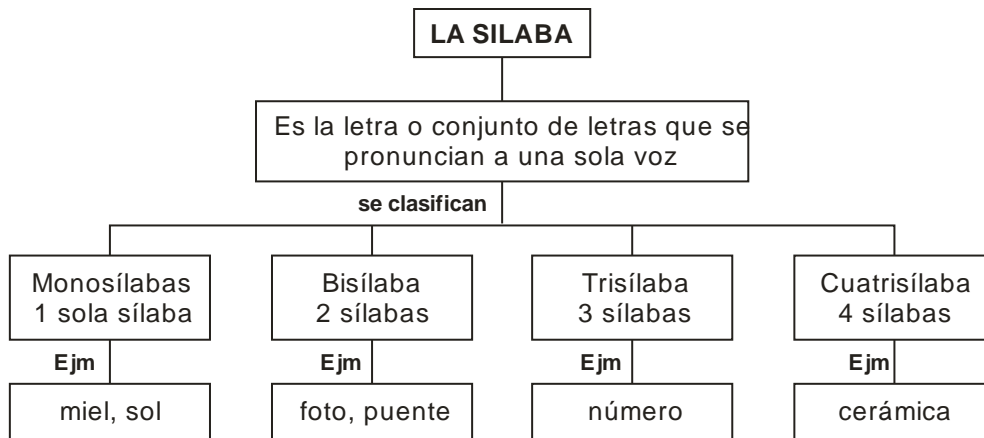 LA SILABA
Es la letra o conjunto de letras que se
pronuncian a una sola voz
se clasifican
Monosílabas
1 sola sílaba
Bisílaba
2 sílabas
Trisílaba
3 sílabas
Cuatrisílaba
4 sílabas
Ejm
Ejm
Ejm
Ejm
miel, sol
foto, puente
número
cerámica